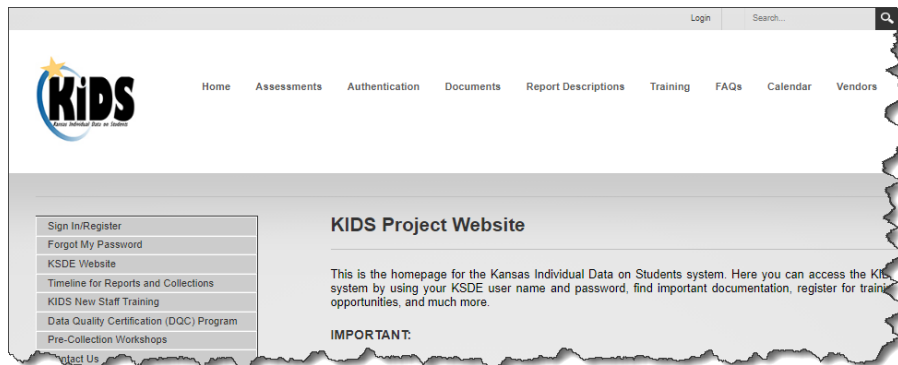 Login
Search...
KiDS
Kansas Individual Data on Students
Home Assessments Authentication Documents Report Descriptions Training FAQs Calendar Vendors
Sign In/Register
Forgot My Password
KSDE Website
Timeline for Reports and Collections
KIDS New Staff Training
Data Quality Certification (DQC) Program
Pre-Collection Workshops
Contact Us
KIDS Project Website
This is the homepage for the Kansas Individual Data on Students system. Here you can access the KIDS
system by using your KSDE user name and password, find important documentation, register for training
opportunities, and much more.
IMPORTANT: